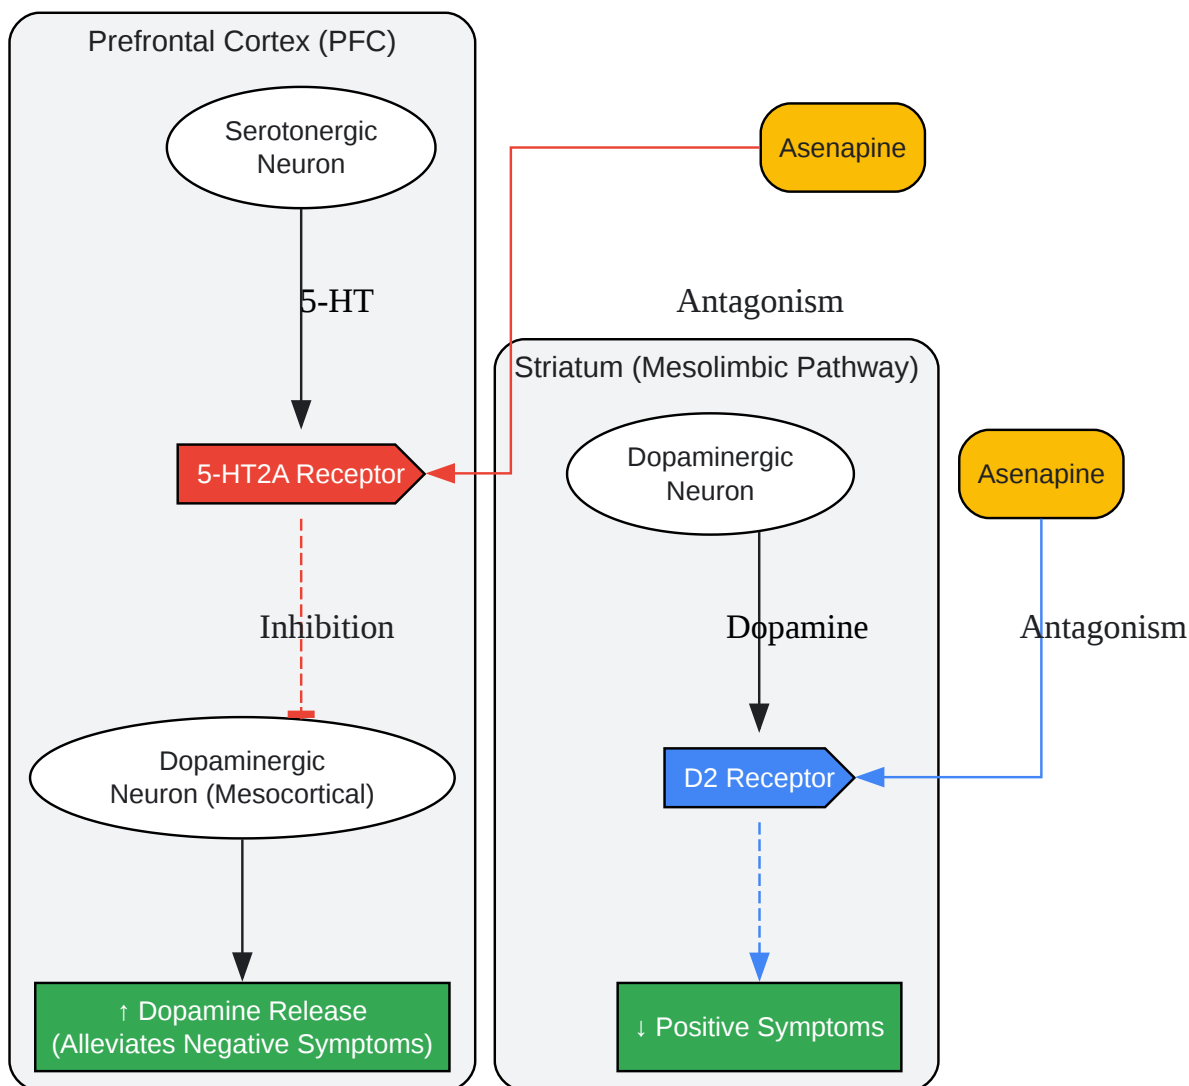 Prefrontal Cortex (PFC)
Serotonergic
Neuron
5-HT
5-HT2A Receptor
Inhibition
Dopaminergic
Neuron (Mesocortical)
↑ Dopamine Release
(Alleviates Negative Symptoms)
Asenapine
Antagonism
Striatum (Mesolimbic Pathway)
Dopaminergic
Neuron
Dopamine
D2 Receptor
↓ Positive Symptoms
Asenapine
Antagonism